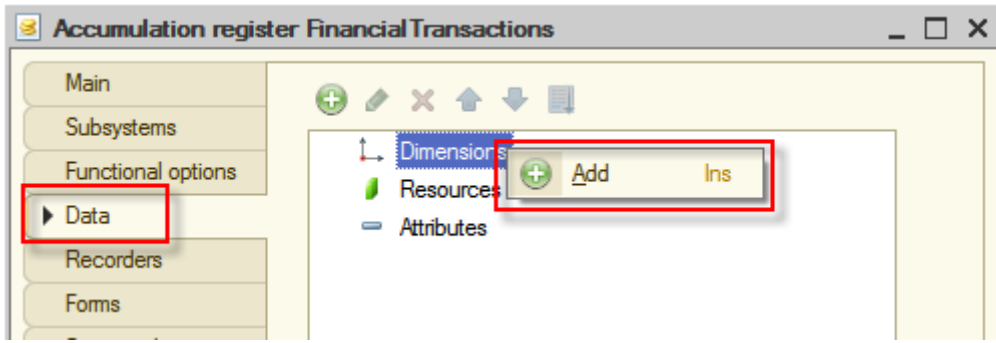 Accumulation register FinancialTransactions
Main
Subsystems
Functional options
Data
Recorders
Forms
Dimensions
Resources
Attributes
Add Ins